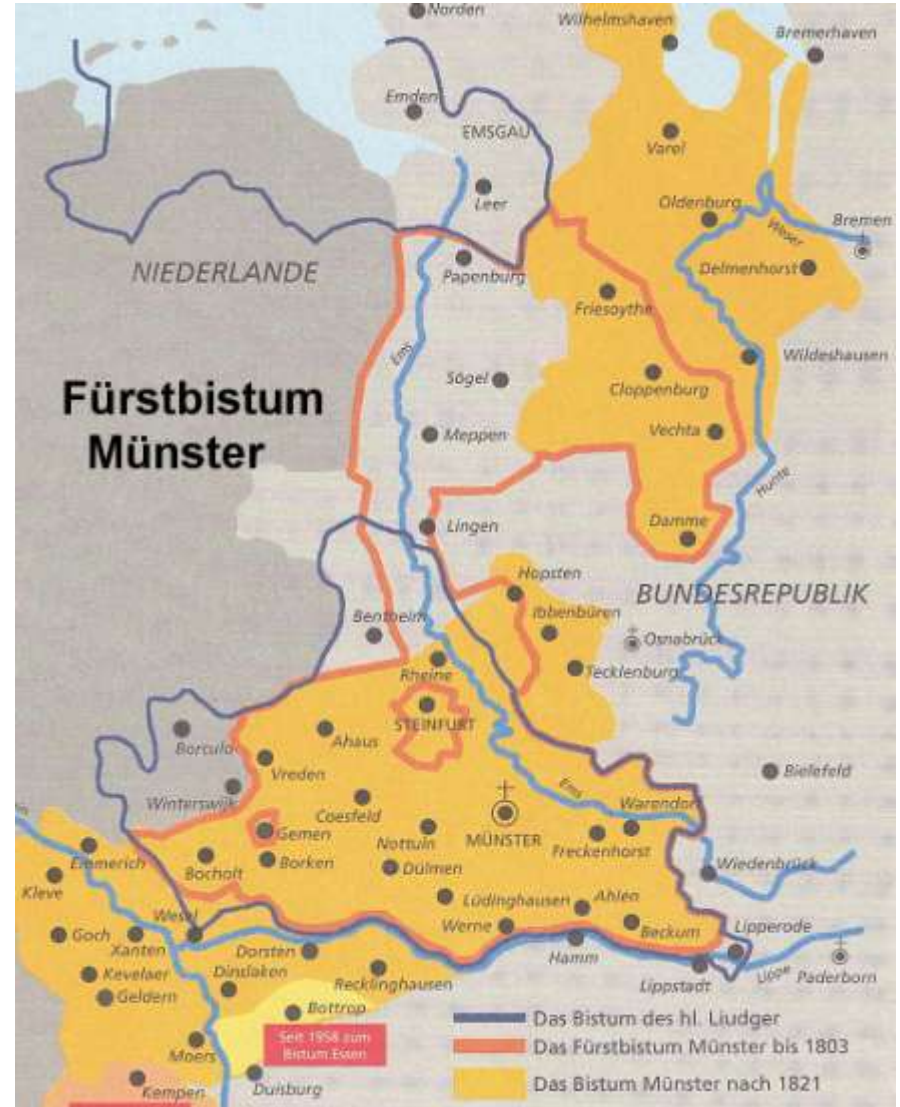 Norden
Wilhelmshaven
Bremerhaven
Emden
EMSGAU
Varel
Leer
Oldenburg
Weser
Bremen
NIEDERLANDE
Papenburg
Delmenhorst
Friesoythe
Ems
Wildeshausen
Sögel
Cloppenburg
Fürstbistum
Münster
Meppen
Vechta
Hunte
Lingen
Damme
Hopsten
BUNDESREPUBLIK
Bentheim
Ibbenbüren
Osnabrück
Rheine
Tecklenburg
STEINFURT
Borculo
Ahaus
Vreden
Bielefeld
Winterswijk
Coesfeld
Ems
Warendorf
Gemen
Nottuln
MÜNSTER
Freckenhorst
Emmerich
Bocholt
Borken
Dülmen
Wiedenbrück
Kleve
Lüdinghausen
Ahlen
Wesel
Werne
Beckum
Lipperode
Goch
Xanten
Dorsten
Hamm
Kevelaer
Dinslaken
Recklinghausen
Lippstadt
Lippe
Paderborn
Geldern
Bottrop
Das Bistum des hl. Liudger
Seit 1958 zum
Bistum Essen
Das Fürstbistum Münster bis 1803
Moers
Das Bistum Münster nach 1821
Kempen
Duisburg